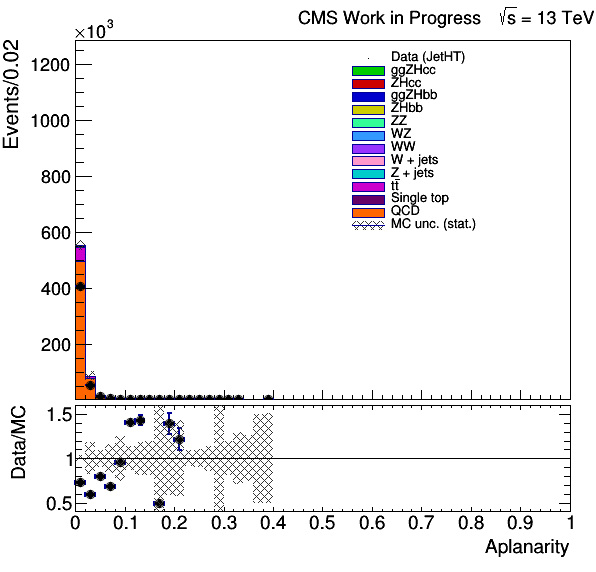 CMS Work in Progress √s = 13 TeV
×10³
Events/0.02
1200
1000
800
600
400
200
Data (JetHT)
ggZHcc
ZHcc
ggZHbb
ZHbb
ZZ
WZ
WW
W + jets
Z + jets
tt̄
Single top
QCD
MC unc. (stat.)
Data/MC
1.5
1
0.5
0 0.1 0.2 0.3 0.4 0.5 0.6 0.7 0.8 0.9 1
Aplanarity